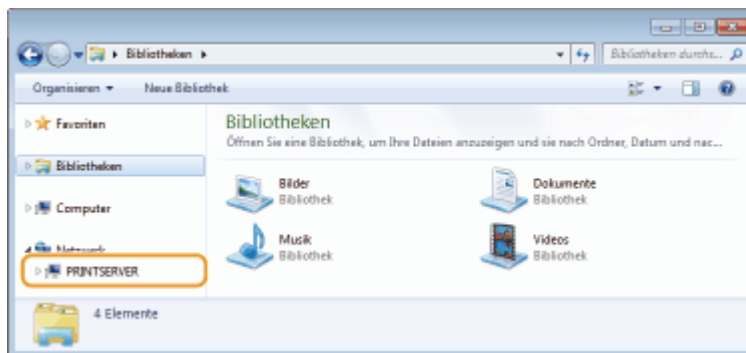 Bibliotheken
Bibliotheken durchs...
Organisieren
Neue Bibliothek
Favoriten
Bibliotheken
Computer
Netzwerk
PRINTSERVER
Bibliotheken
Öffnen Sie eine Bibliothek, um Ihre Dateien anzuzeigen und sie nach Ordner, Datum und nac...
Bilder
Bibliothek
Dokumente
Bibliothek
Musik
Bibliothek
Videos
Bibliothek
4 Elemente